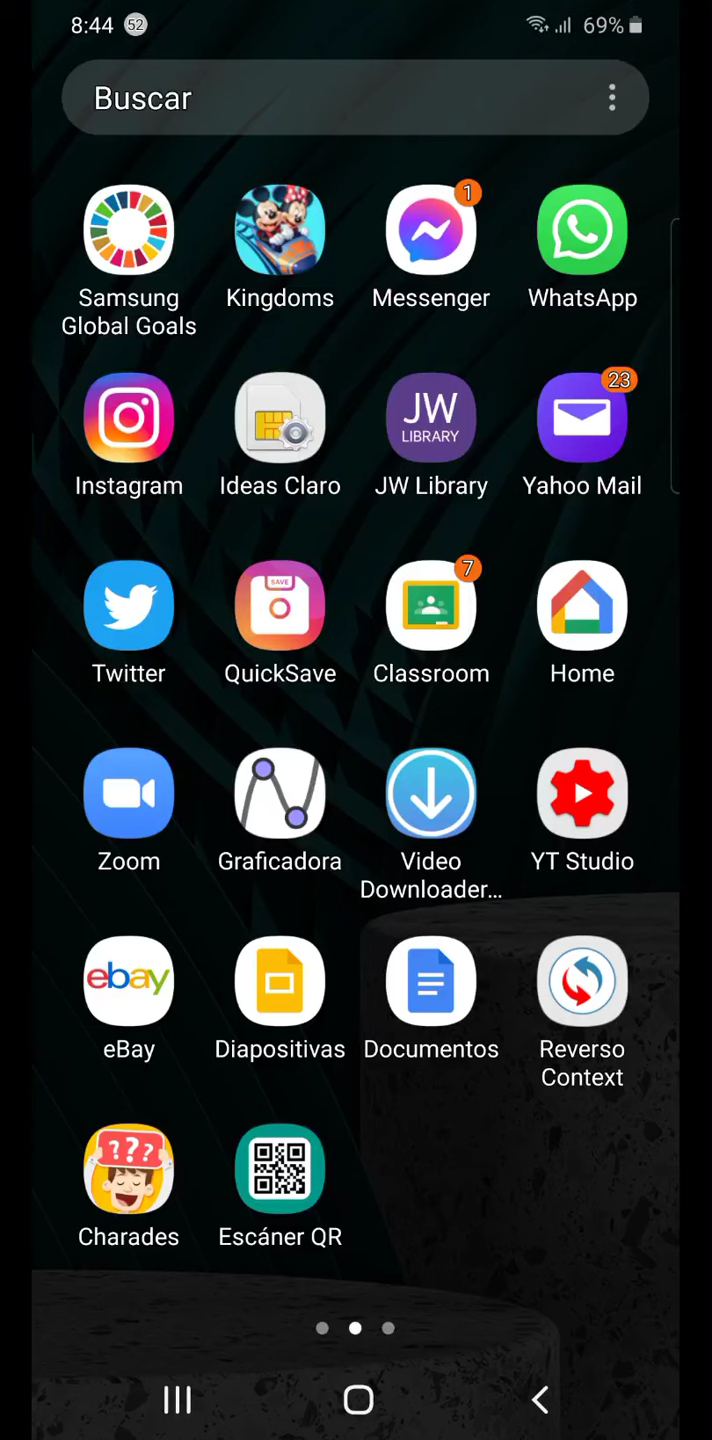 8:44 52 69%
Buscar
1
Samsung Global Goals
Kingdoms
Messenger
WhatsApp
23
JW
LIBRARY
Instagram
Ideas Claro
JW Library
Yahoo Mail
SAVE
7
Twitter
QuickSave
Classroom
Home
Zoom
Graficadora
Video Downloader...
YT Studio
ebay
eBay
Diapositivas
Documentos
Reverso Context
???
Charades
Escáner QR